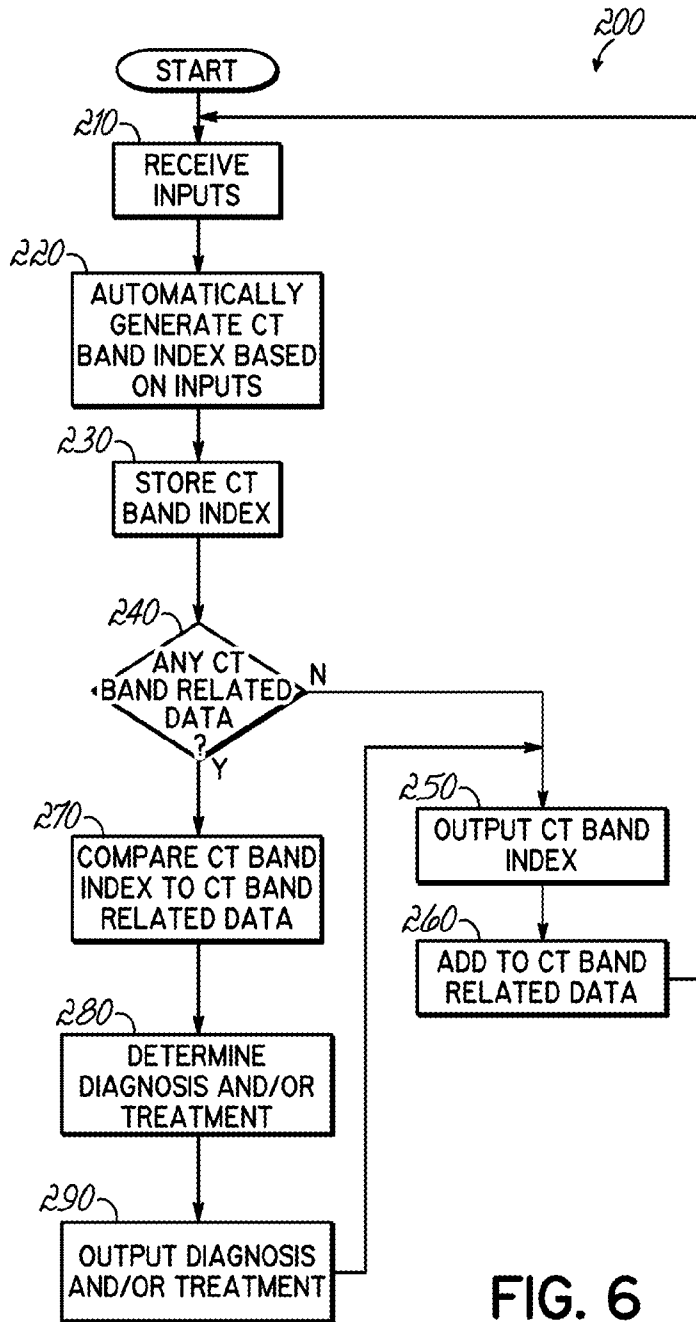 200
START
210
RECEIVE
INPUTS
220
AUTOMATICALLY
GENERATE CT
BAND INDEX BASED
ON INPUTS
230
STORE CT
BAND INDEX
240
ANY CT
BAND RELATED
DATA
?
N
Y
270
COMPARE CT BAND
INDEX TO CT BAND
RELATED DATA
280
DETERMINE
DIAGNOSIS AND/OR
TREATMENT
290
OUTPUT DIAGNOSIS
AND/OR TREATMENT
250
OUTPUT CT BAND
INDEX
260
ADD TO CT BAND
RELATED DATA
FIG. 6